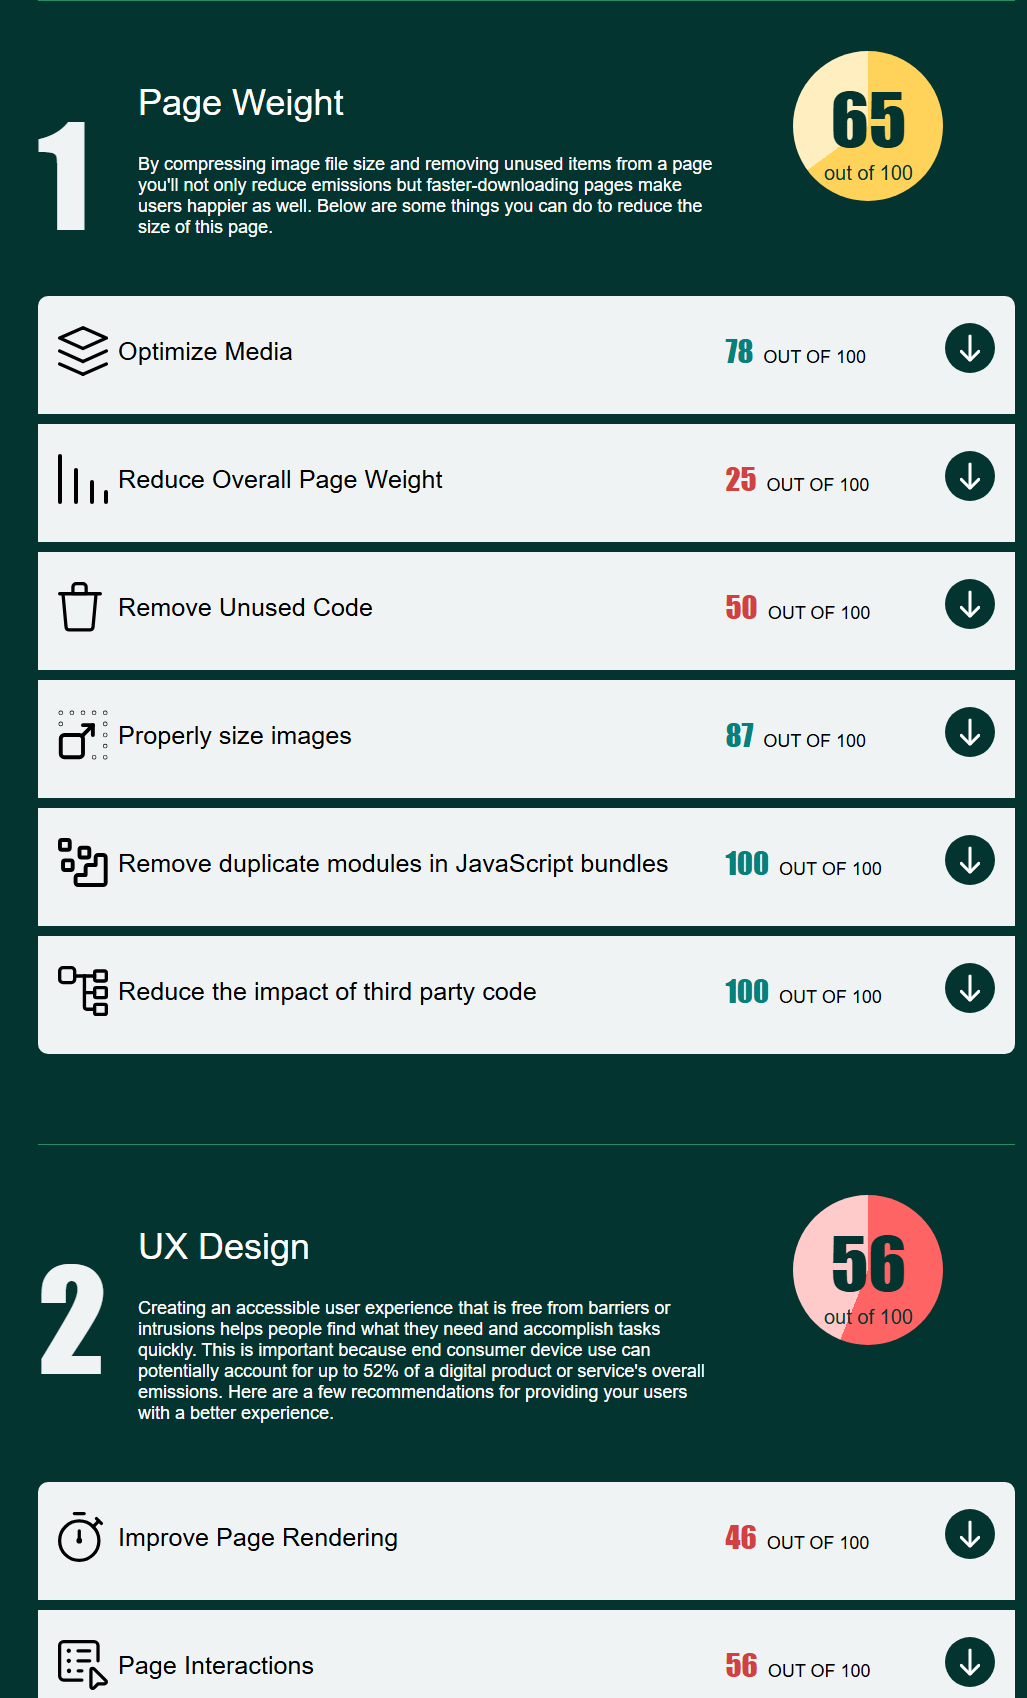 1
Page Weight
By compressing image file size and removing unused items from a page
you'll not only reduce emissions but faster-downloading pages make
users happier as well. Below are some things you can do to reduce the
size of this page.
65
out of 100
Optimize Media
78 OUT OF 100
Reduce Overall Page Weight
25 OUT OF 100
Remove Unused Code
50 OUT OF 100
Properly size images
87 OUT OF 100
Remove duplicate modules in JavaScript bundles
100 OUT OF 100
Reduce the impact of third party code
100 OUT OF 100
2
UX Design
Creating an accessible user experience that is free from barriers or
intrusions helps people find what they need and accomplish tasks
quickly. This is important because end consumer device use can
potentially account for up to 52% of a digital product or service's overall
emissions. Here are a few recommendations for providing your users
with a better experience.
56
out of 100
Improve Page Rendering
46 OUT OF 100
Page Interactions
56 OUT OF 100